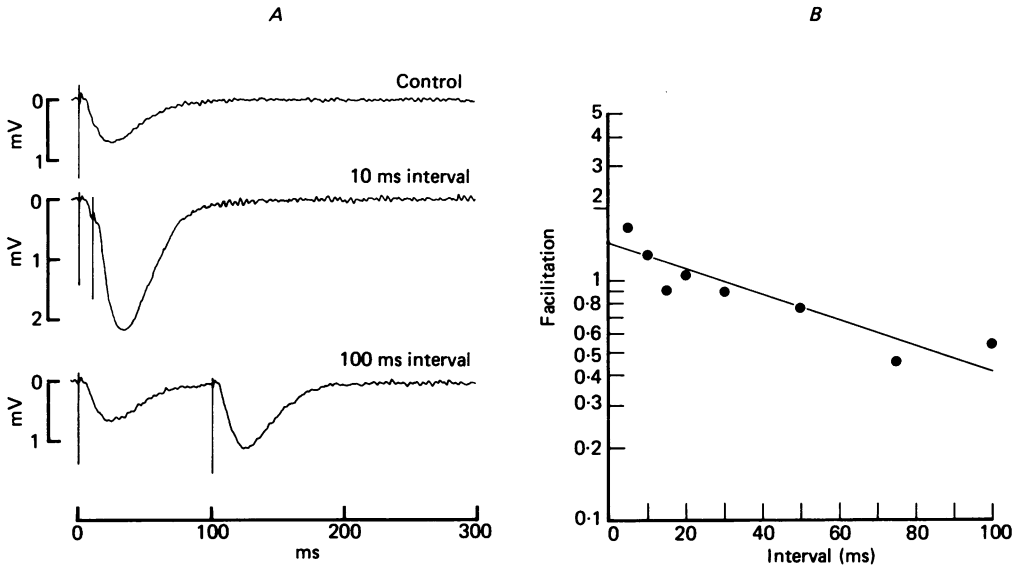 A
Control
0
mV
1
10 ms interval
0
mV
1
2
100 ms interval
0
mV
1
0 100 200 300
ms
B
5
4
3
2
1
0·8
0·6
0·5
0·4
0·3
0·2
0·1
Facilitation
0 20 40 60 80 100
Interval (ms)